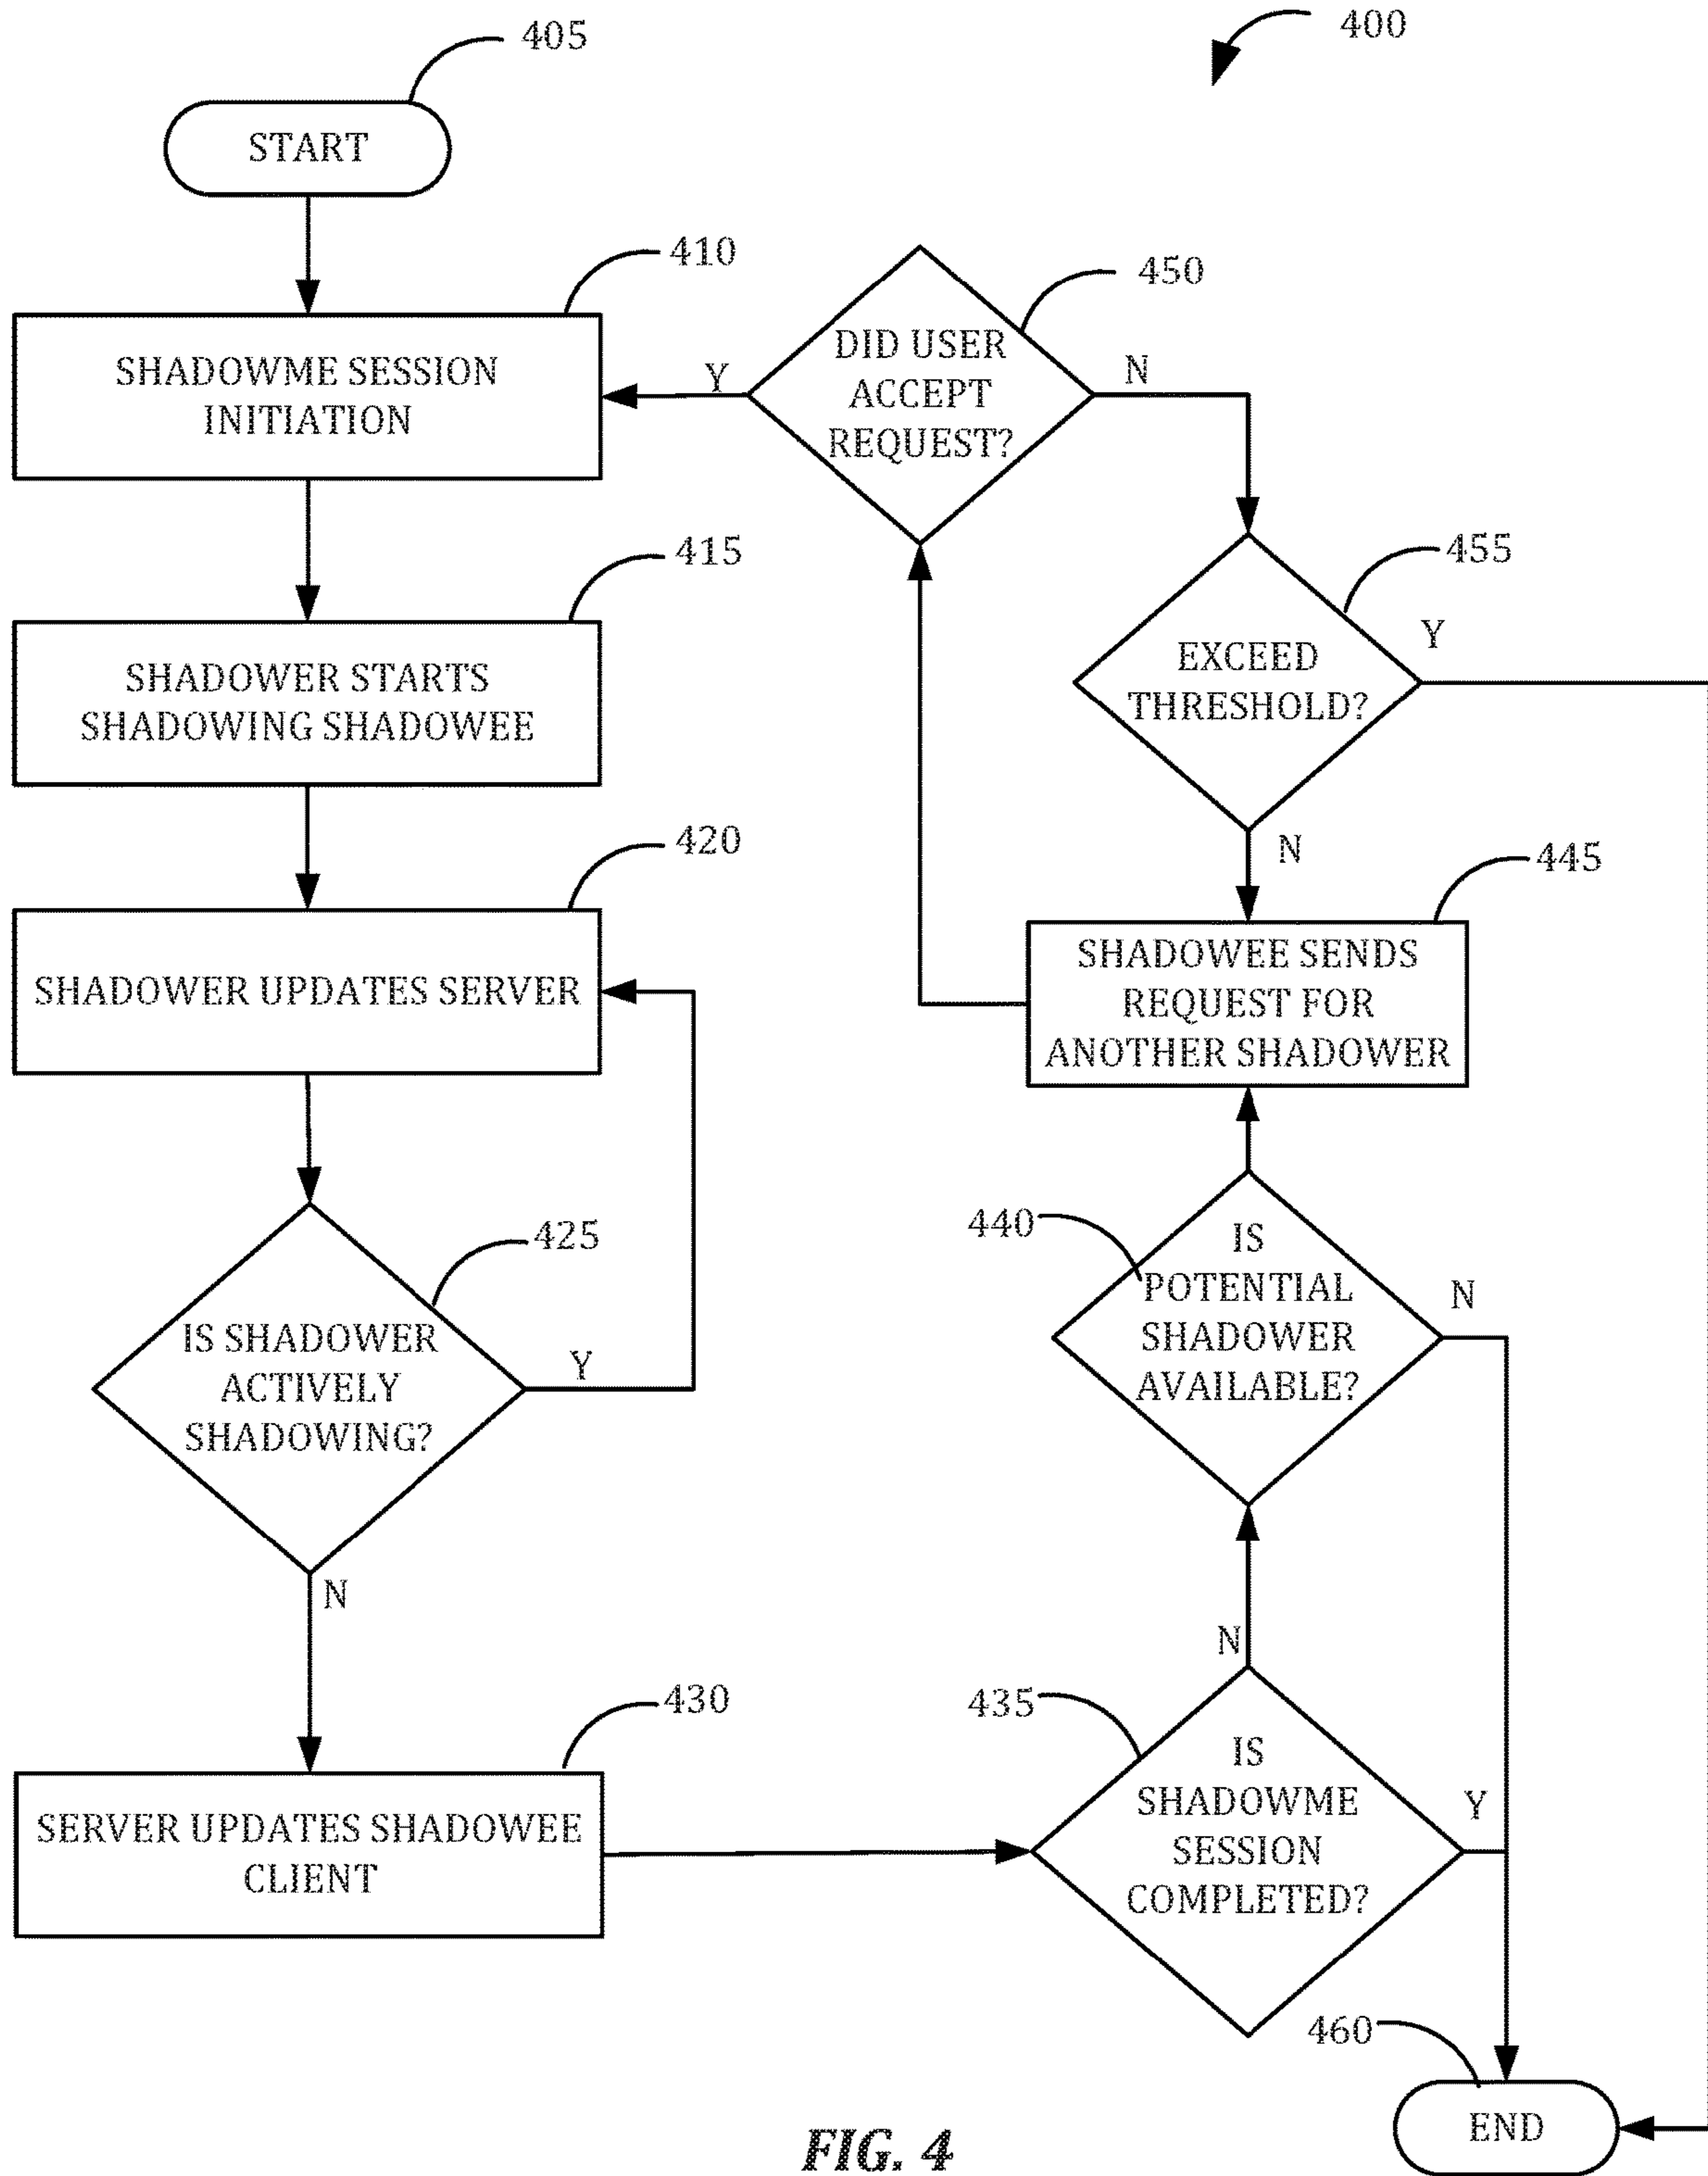 400
405
START
410
SHADOWME SESSION
INITIATION
415
SHADOWER STARTS
SHADOWING SHADOWEE
420
SHADOWER UPDATES SERVER
425
IS SHADOWER
ACTIVELY
SHADOWING?
Y
N
430
SERVER UPDATES SHADOWEE
CLIENT
435
IS
SHADOWME
SESSION
COMPLETED?
Y
N
440
IS
POTENTIAL
SHADOWER
AVAILABLE?
N
445
SHADOWEE SENDS
REQUEST FOR
ANOTHER SHADOWER
450
DID USER
ACCEPT
REQUEST?
Y
N
455
EXCEED
THRESHOLD?
Y
N
460
END
FIG. 4